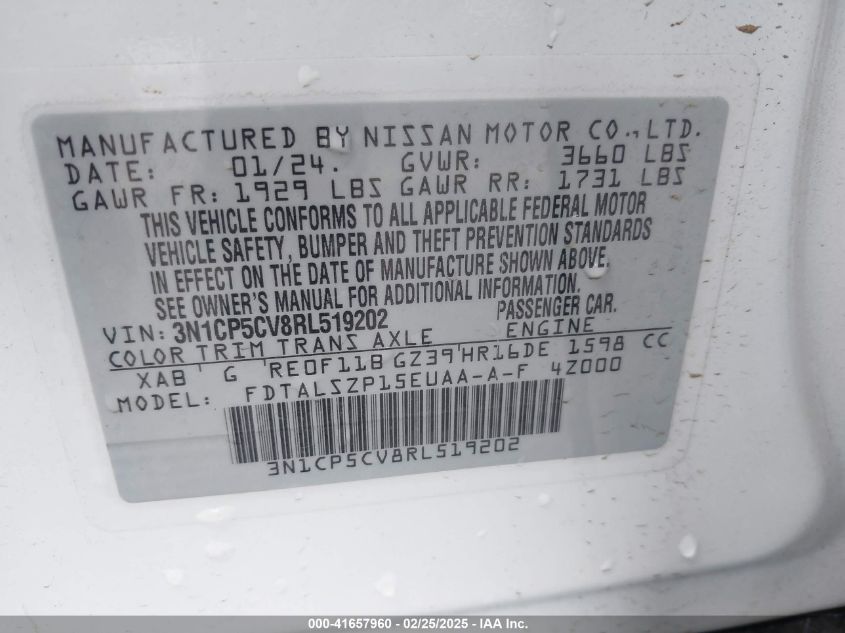 MANUFACTURED BY NISSAN MOTOR CO.,LTD.
DATE: 01/24. GVWR: 3660 LBS
GAWR FR: 1929 LBS GAWR RR: 1731 LBS
THIS VEHICLE CONFORMS TO ALL APPLICABLE FEDERAL MOTOR
VEHICLE SAFETY, BUMPER AND THEFT PREVENTION STANDARDS
IN EFFECT ON THE DATE OF MANUFACTURE SHOWN ABOVE.
SEE OWNER'S MANUAL FOR ADDITIONAL INFORMATION.
VIN: 3N1CP5CV8RL519202 PASSENGER CAR.
COLOR TRIM TRANS AXLE ENGINE
XAB G RE0F11B GZ39 HR16DE 1598 CC
MODEL: FDTALSZP15EUAA-A-F 4Z000
3N1CP5CV8RL519202
000-41657960 — 02/25/2025 — IAA Inc.